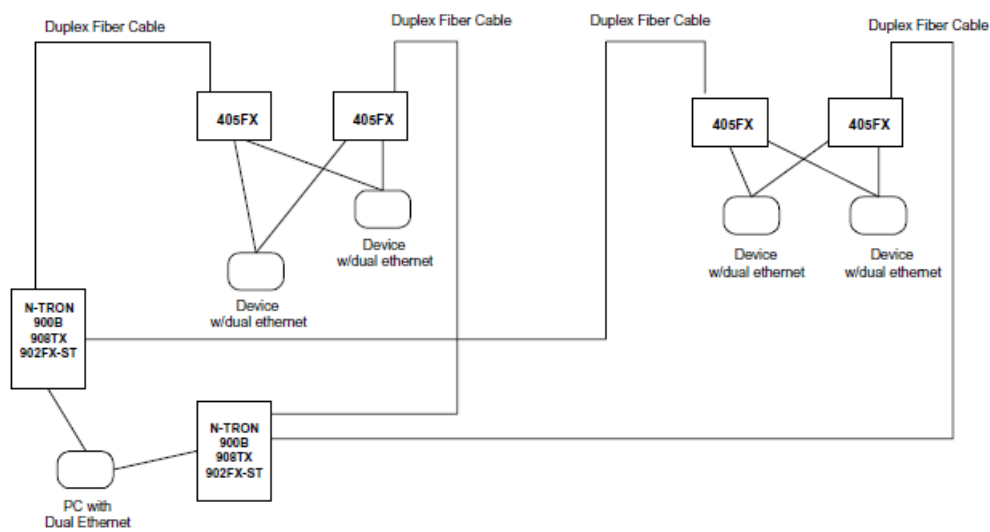 Duplex Fiber Cable
Duplex Fiber Cable
Duplex Fiber Cable
Duplex Fiber Cable
405FX
405FX
405FX
405FX
Device
w/dual ethernet
Device
w/dual ethernet
Device
w/dual ethernet
Device
w/dual ethernet
N-TRON
900B
908TX
902FX-ST
N-TRON
900B
908TX
902FX-ST
PC with
Dual Ethernet